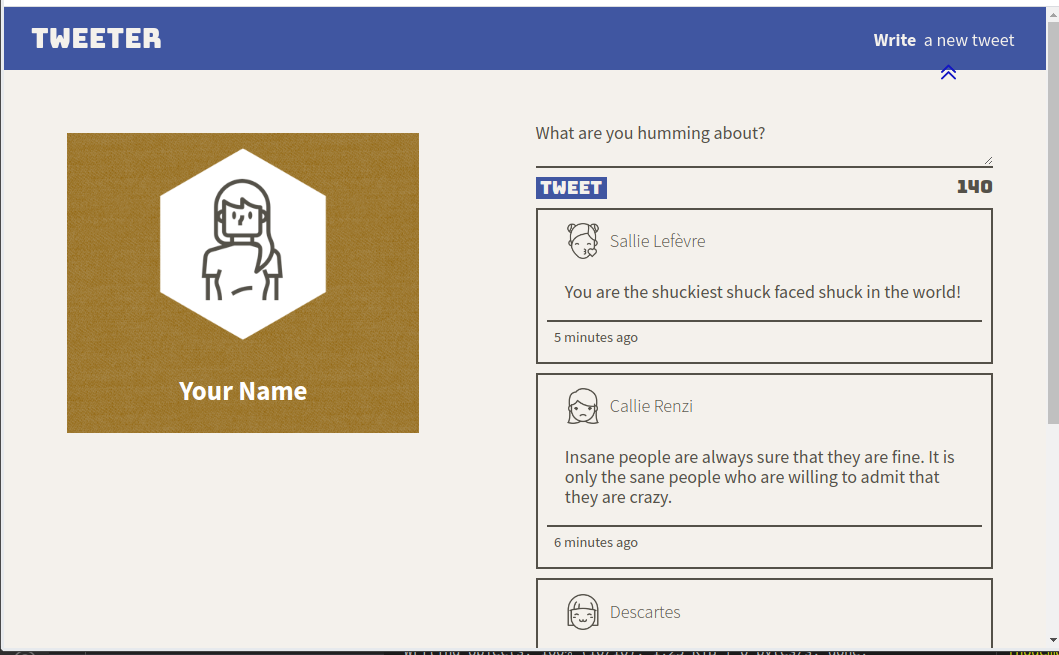 TWEETER
Write a new tweet
Your Name
What are you humming about?
TWEET
140
Sallie Lefèvre
You are the shuckiest shuck faced shuck in the world!
5 minutes ago
Callie Renzi
Insane people are always sure that they are fine. It is
only the sane people who are willing to admit that
they are crazy.
6 minutes ago
Descartes